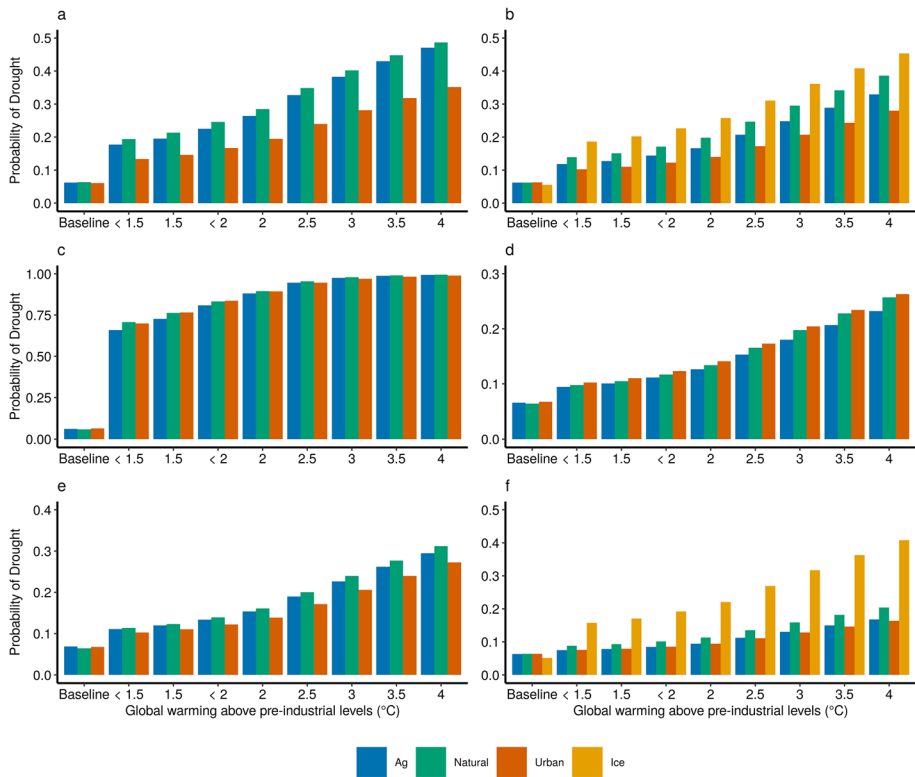 a
b
0.5
0.4
0.3
0.2
0.1
0.0
Probability of Drought
Baseline < 1.5 1.5 < 2 2 2.5 3 3.5 4
0.5
0.4
0.3
0.2
0.1
0.0
Baseline < 1.5 1.5 < 2 2 2.5 3 3.5 4
c
d
1.00
0.75
0.50
0.25
0.00
Probability of Drought
Baseline < 1.5 1.5 < 2 2 2.5 3 3.5 4
0.3
0.2
0.1
0.0
Baseline < 1.5 1.5 < 2 2 2.5 3 3.5 4
e
f
0.4
0.3
0.2
0.1
0.0
Probability of Drought
Baseline < 1.5 1.5 < 2 2 2.5 3 3.5 4
Global warming above pre-industrial levels (°C)
0.5
0.4
0.3
0.2
0.1
0.0
Baseline < 1.5 1.5 < 2 2 2.5 3 3.5 4
Global warming above pre-industrial levels (°C)
Ag Natural Urban Ice